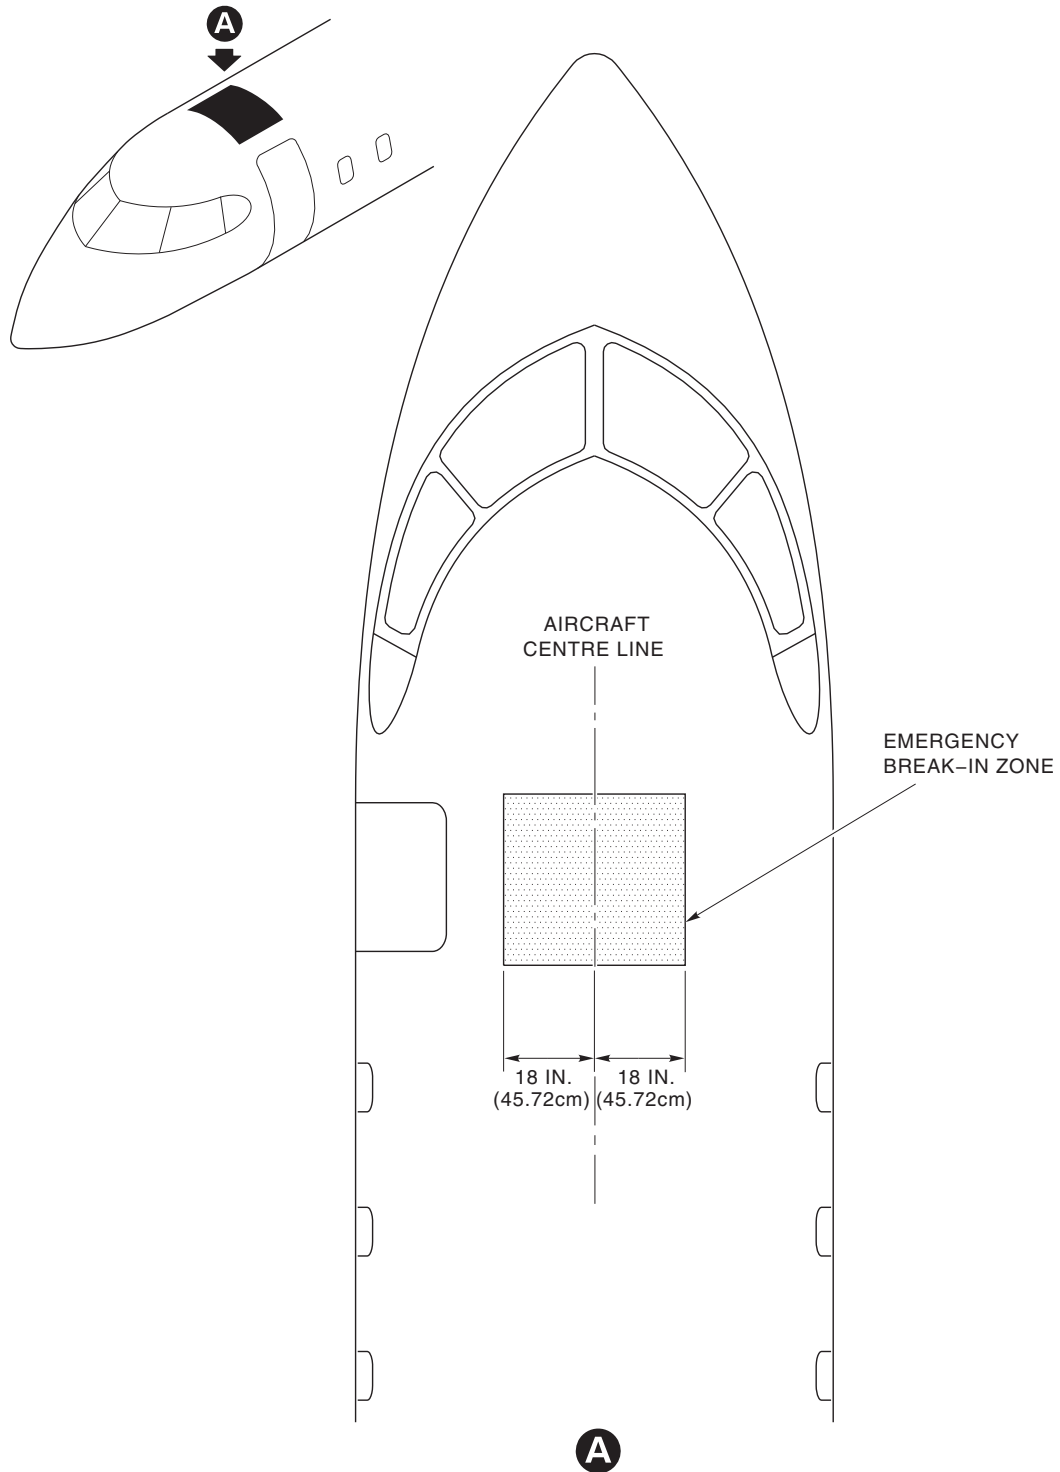 A
AIRCRAFT
CENTRE LINE
EMERGENCY
BREAK–IN ZONE
18 IN. 18 IN.
(45.72cm) (45.72cm)
A